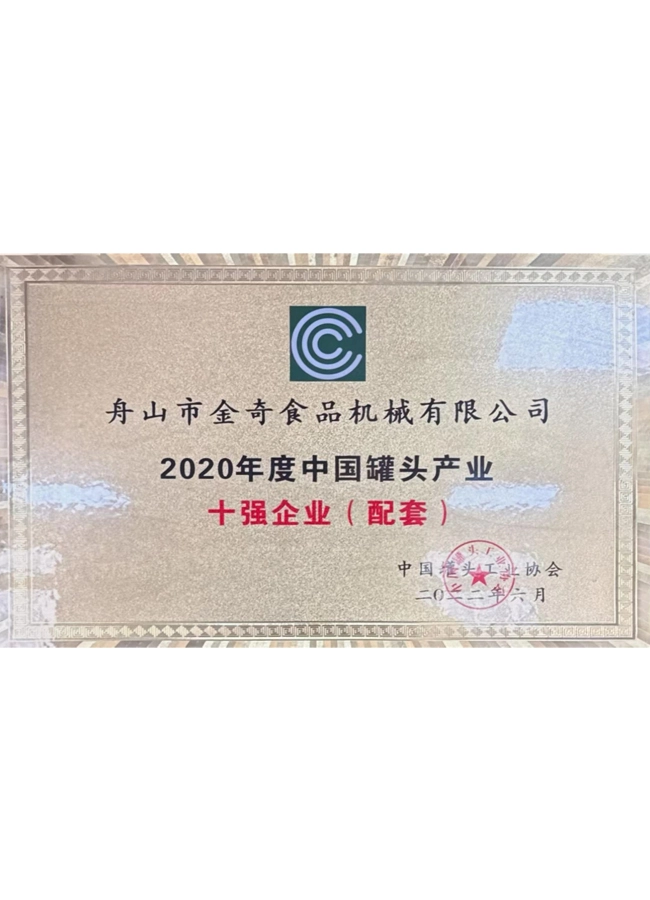 舟山市金奇食品机械有限公司
2020年度中国罐头产业
十强企业（配套）
中国罐头工业协会
二〇二二年六月